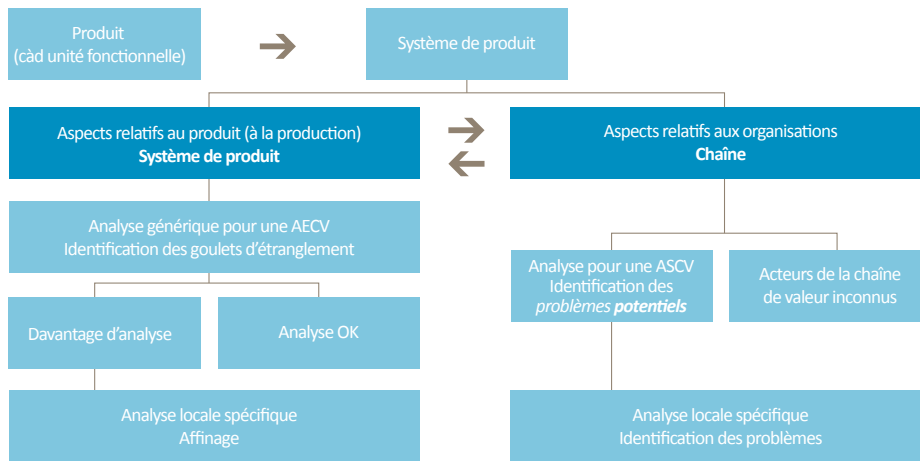 Produit
(càd unité fonctionnelle)
Système de produit
Aspects relatifs au produit (à la production)
Système de produit
Aspects relatifs aux organisations
Chaîne
Analyse générique pour une AECV
Identification des goulets d'étranglement
Analyse pour une ASCV
Identification des
problèmes potentiels
Acteurs de la chaîne
de valeur inconnus
Davantage d'analyse
Analyse OK
Analyse locale spécifique
Affinage
Analyse locale spécifique
Identification des problèmes